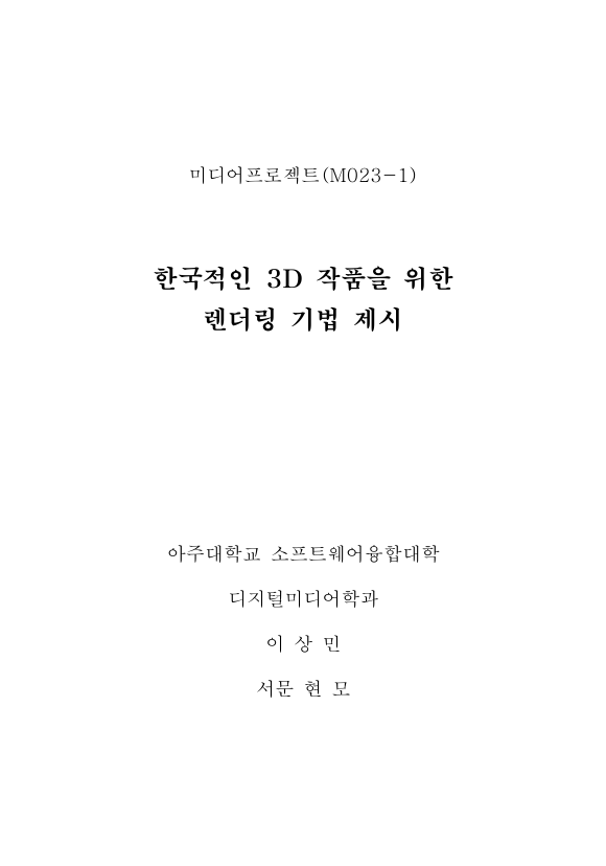 미디어프로젝트(M023-1)
한국적인 3D 작품을 위한
렌더링 기법 제시
아주대학교 소프트웨어융합대학
디지털미디어학과
이 상 민
서문 현 모